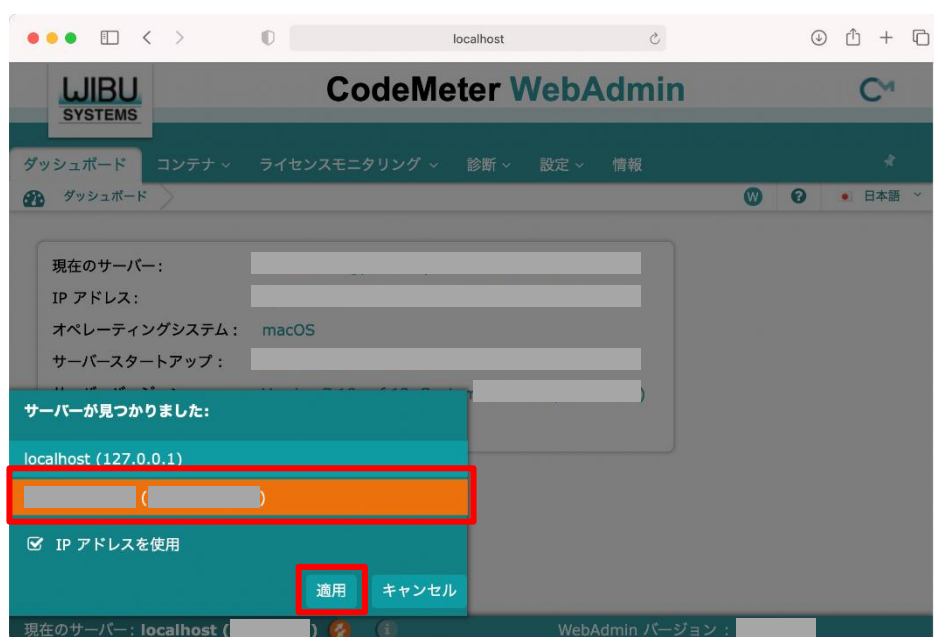 localhost
WIBU
SYSTEMS
CodeMeter WebAdmin
ダッシュボード コンテナ ライセンスモニタリング 診断 設定 情報
ダッシュボード W ? 日本語
現在のサーバー:
IP アドレス:
オペレーティングシステム: macOS
サーバースタートアップ:
サーバーが見つかりました:
localhost (127.0.0.1)
( )
IP アドレスを使用
適用 キャンセル
現在のサーバー: localhost ( ) WebAdmin バージョン :